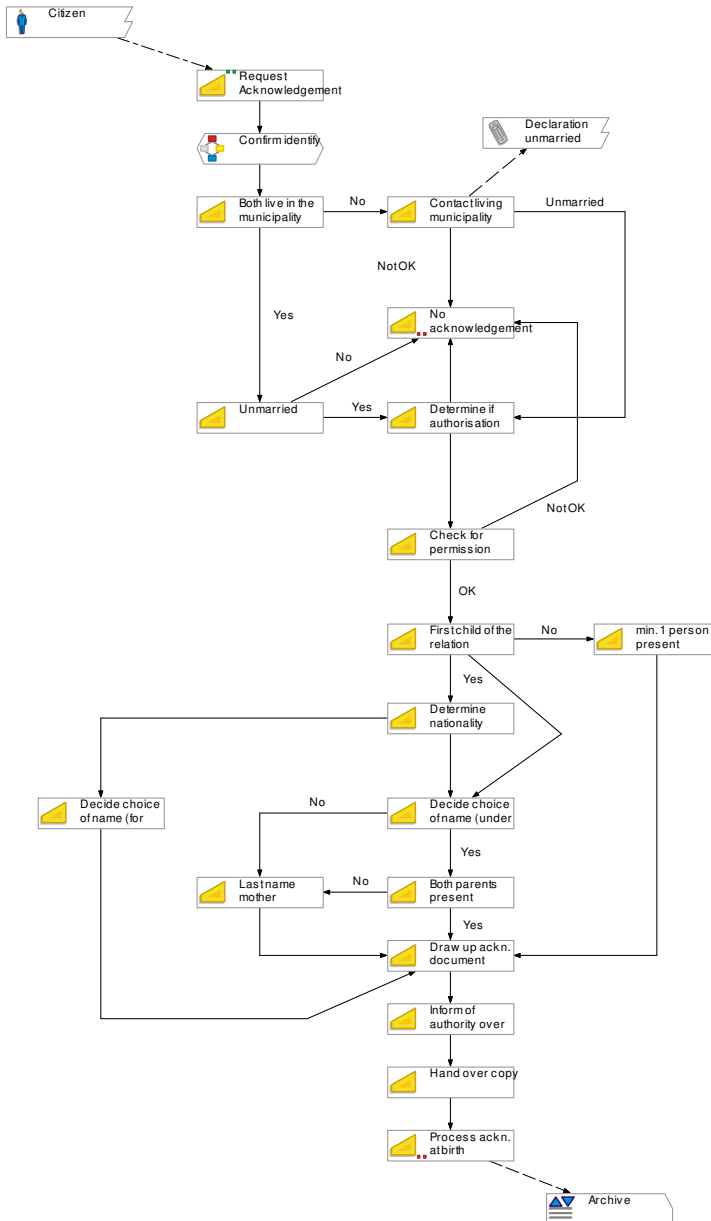 Citizen
Request
Acknowledgement
Declaration
unmarried
Confirm identify
Both live in the
municipality
No
Contact living
municipality
Unmarried
Not OK
No
acknowledgement
Yes
No
Unmarried
Yes
Determine if
authorisation
Not OK
Check for
permission
OK
First child of the
relation
No
min. 1 person
present
Yes
Determine
nationality
Decide choice
of name (for
No
Decide choice
of name (under
Yes
Last name
mother
No
Both parents
present
Yes
Draw up ackn.
document
Inform of
authority over
Hand over copy
Process ackn.
at birth
Archive